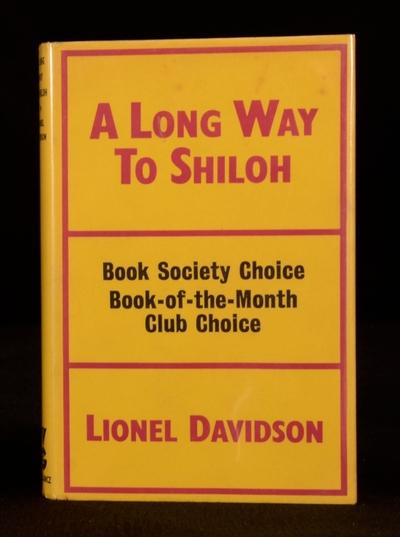 A LONG WAY
TO SHILOH
Book Society Choice
Book-of-the-Month
Club Choice
LIONEL DAVIDSON